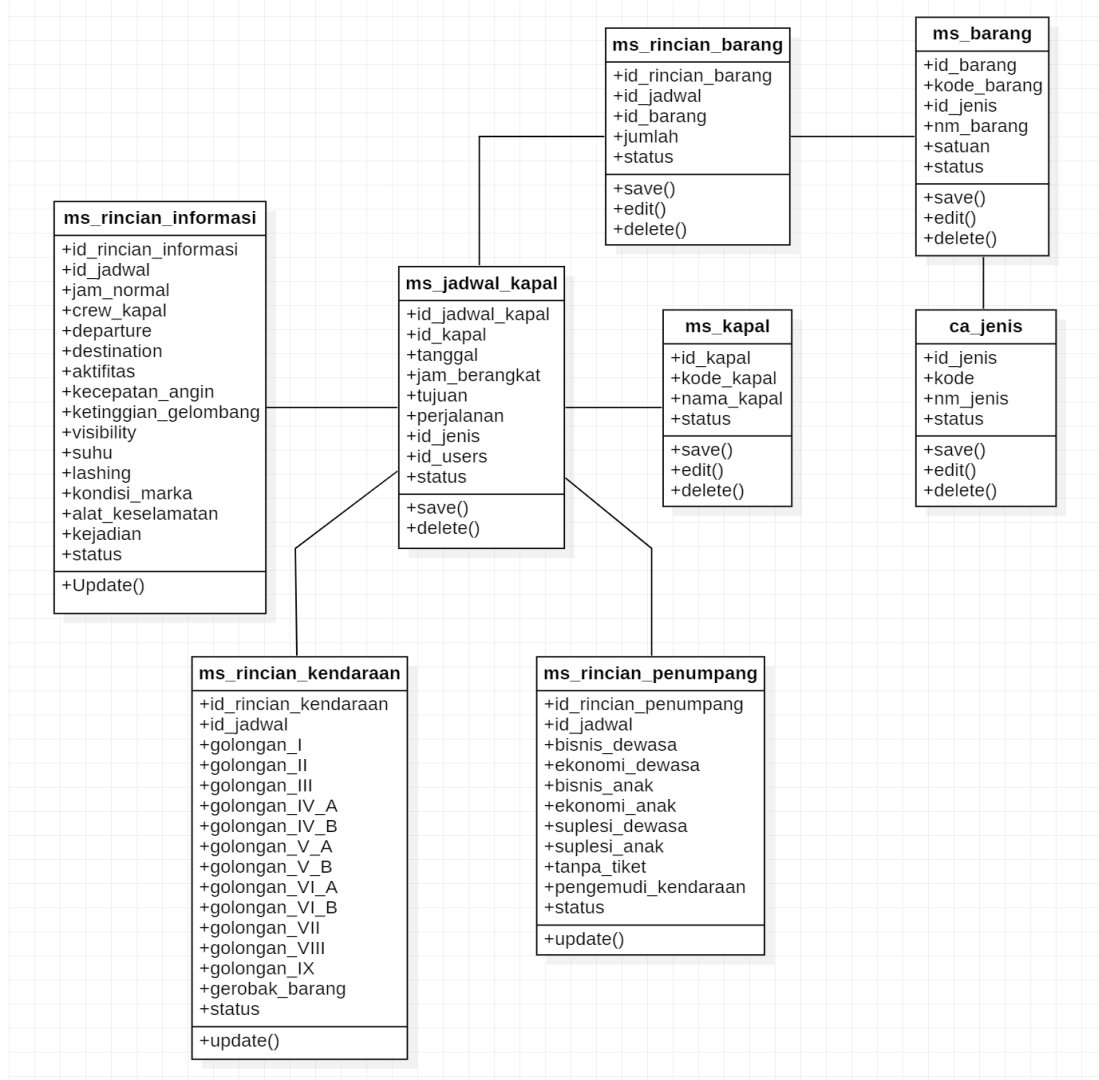 ms_rincian_barang
+id_rincian_barang
+id_jadwal
+id_barang
+jumlah
+status
+save()
+edit()
+delete()
ms_barang
+id_barang
+kode_barang
+id_jenis
+nm_barang
+satuan
+status
+save()
+edit()
+delete()
ms_rincian_informasi
+id_rincian_informasi
+id_jadwal
+jam_normal
+crew_kapal
+departure
+destination
+aktifitas
+kecepatan_angin
+ketinggian_gelombang
+visibility
+suhu
+lashing
+kondisi_marka
+alat_keselamatan
+kejadian
+status
+Update()
ms_jadwal_kapal
+id_jadwal_kapal
+id_kapal
+tanggal
+jam_berangkat
+tujuan
+perjalanan
+id_jenis
+id_users
+status
+save()
+delete()
ms_kapal
+id_kapal
+kode_kapal
+nama_kapal
+status
+save()
+edit()
+delete()
ca_jenis
+id_jenis
+kode
+nm_jenis
+status
+save()
+edit()
+delete()
ms_rincian_kendaraan
+id_rincian_kendaraan
+id_jadwal
+golongan_I
+golongan_II
+golongan_III
+golongan_IV_A
+golongan_IV_B
+golongan_V_A
+golongan_V_B
+golongan_VI_A
+golongan_VI_B
+golongan_VII
+golongan_VIII
+golongan_IX
+gerobak_barang
+status
+update()
ms_rincian_penumpang
+id_rincian_penumpang
+id_jadwal
+bisnis_dewasa
+ekonomi_dewasa
+bisnis_anak
+ekonomi_anak
+suplesi_dewasa
+suplesi_anak
+tanpa_tiket
+pengemudi_kendaraan
+status
+update()